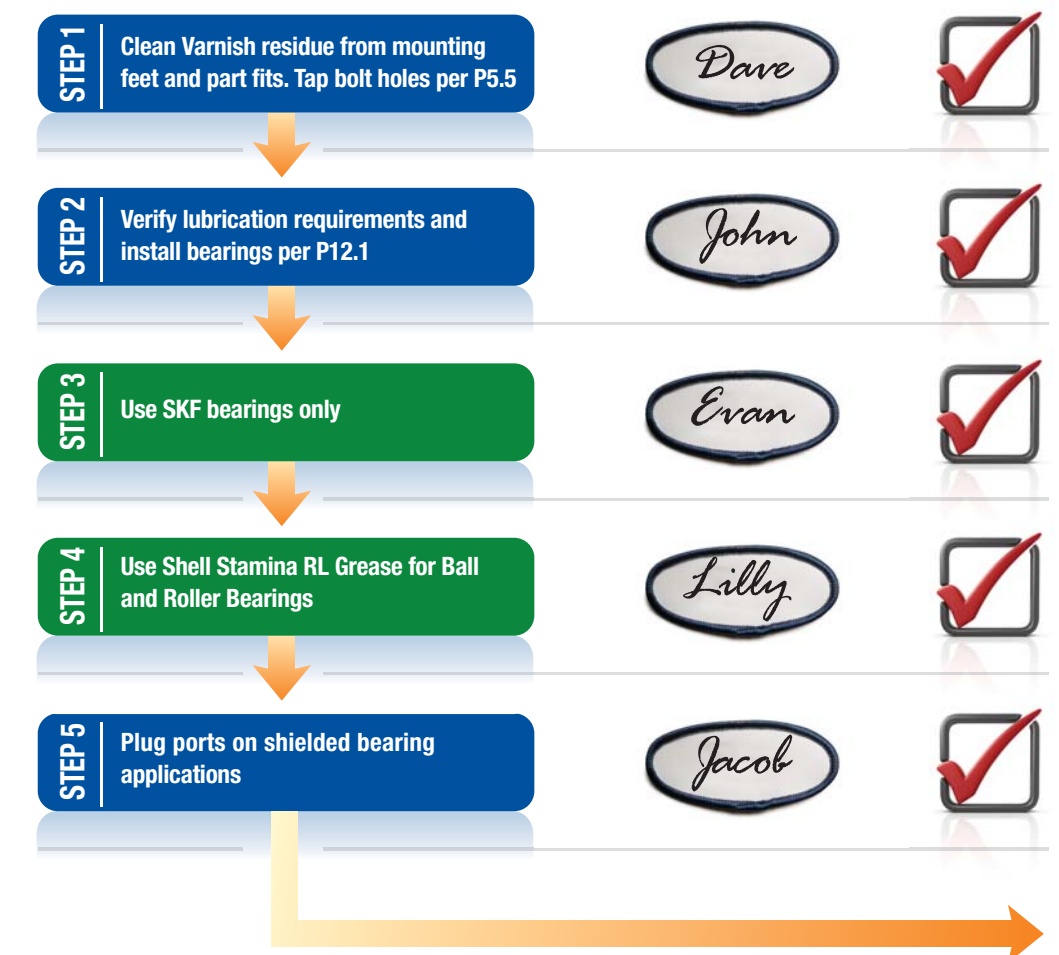 STEP 1
Clean Varnish residue from mounting
feet and part fits. Tap bolt holes per P5.5
Dave
STEP 2
Verify lubrication requirements and
install bearings per P12.1
John
STEP 3
Use SKF bearings only
Evan
STEP 4
Use Shell Stamina RL Grease for Ball
and Roller Bearings
Lilly
STEP 5
Plug ports on shielded bearing
applications
Jacob